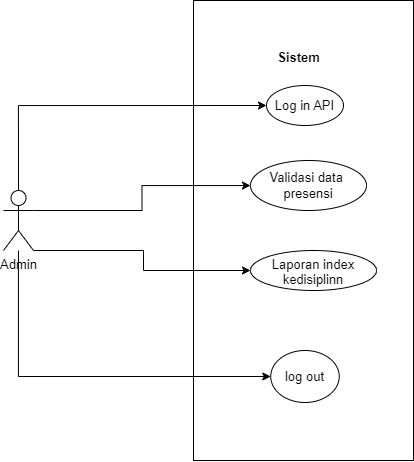 Sistem
Log in API
Validasi data
presensi
Admin
Laporan index
kedisiplinn
log out